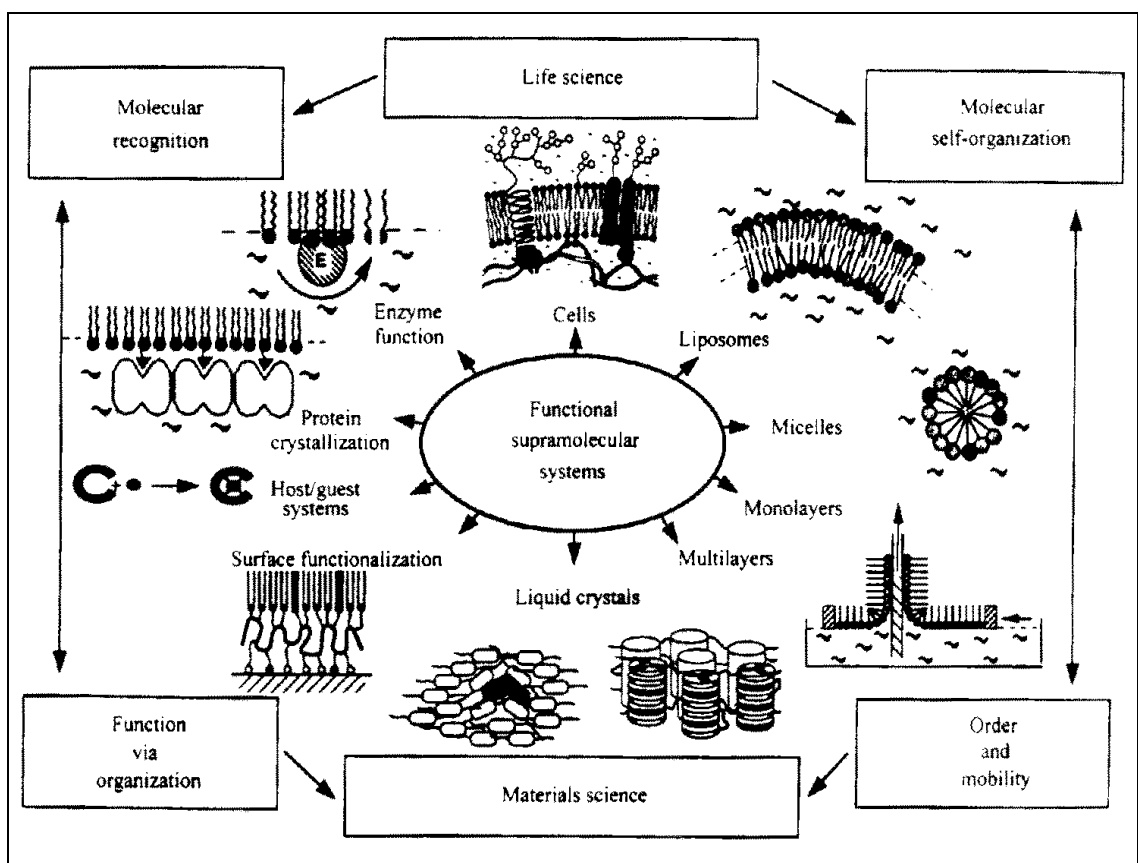 Life science
Molecular
recognition
Molecular
self-organization
E
Enzyme
function
Cells
Liposomes
Protein
crystallization
Functional
supramolecular
systems
Micelles
Host/guest
systems
Monolayers
Surface functionalization
Multilayers
Liquid crystals
Function
via
organization
Materials science
Order
and
mobility